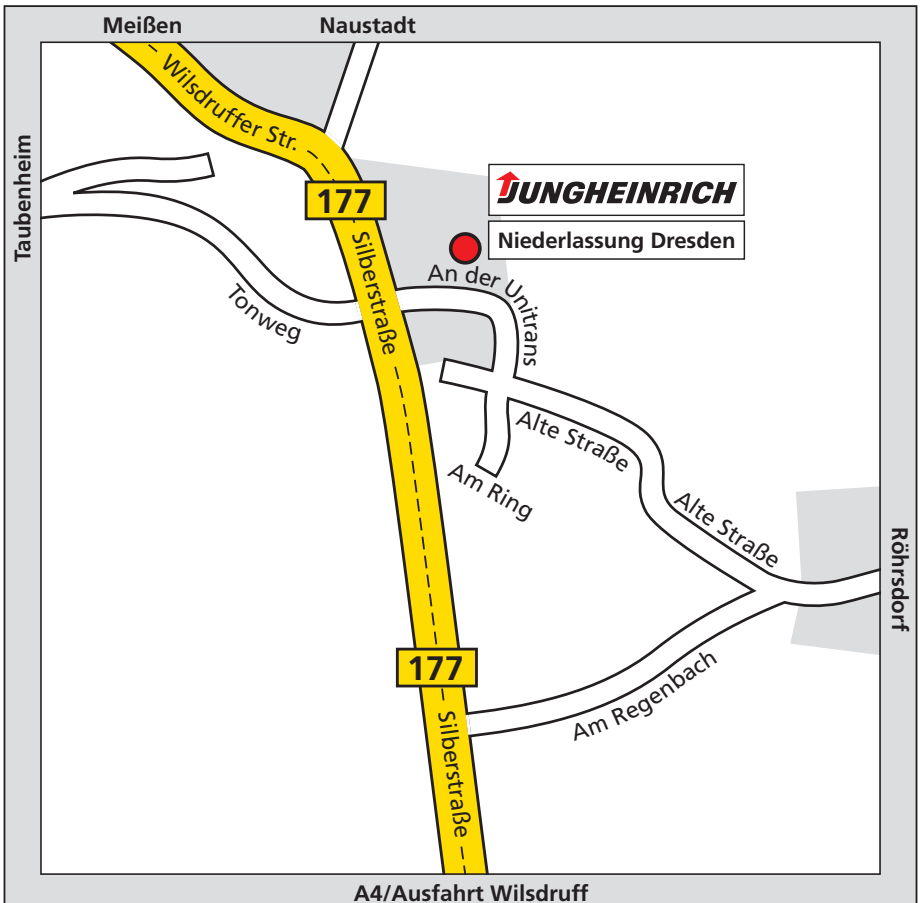 Meißen
Naustadt
Wilsdruffer Str.
Taubenheim
177
JUNGHEINRICH
Niederlassung Dresden
Silberstraße
An der Unitrans
Tonweg
Alte Straße
Am Ring
Alte Straße
Röhrsdorf
177
Am Regenbach
Silberstraße
A4/Ausfahrt Wilsdruff